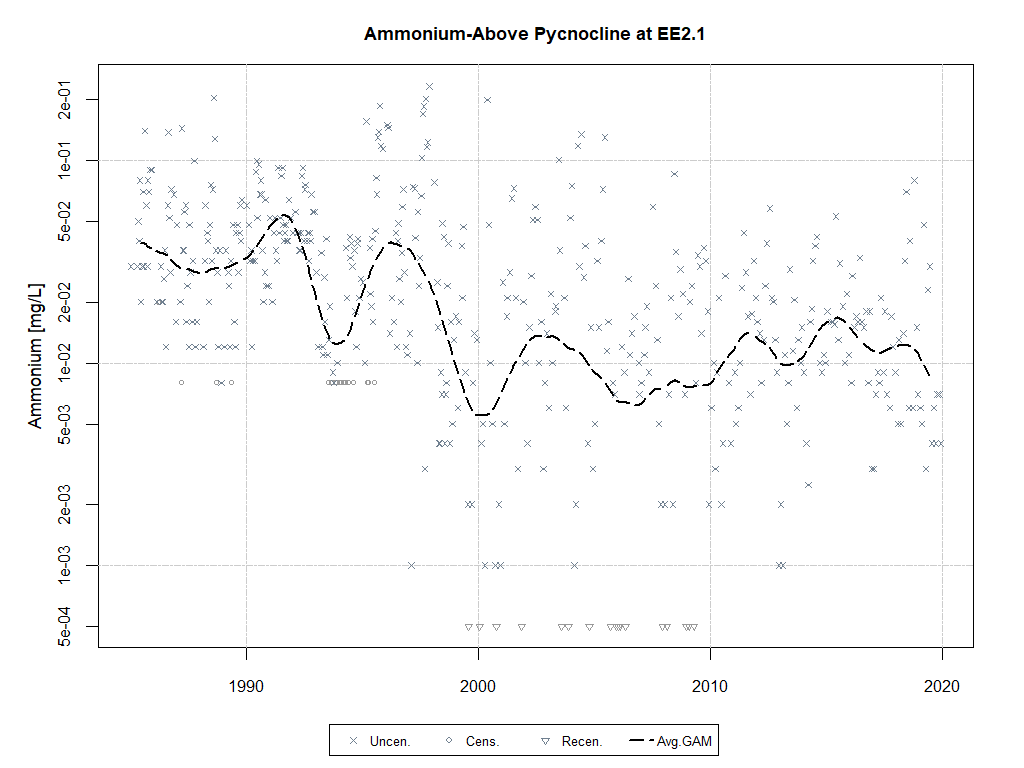 Ammonium-Above Pycnocline at EE2.1
Ammonium [mg/L]
2e-01
1e-01
5e-02
2e-02
1e-02
5e-03
2e-03
1e-03
5e-04
1990 2000 2010 2020
Uncen. Cens. Recen. Avg.GAM